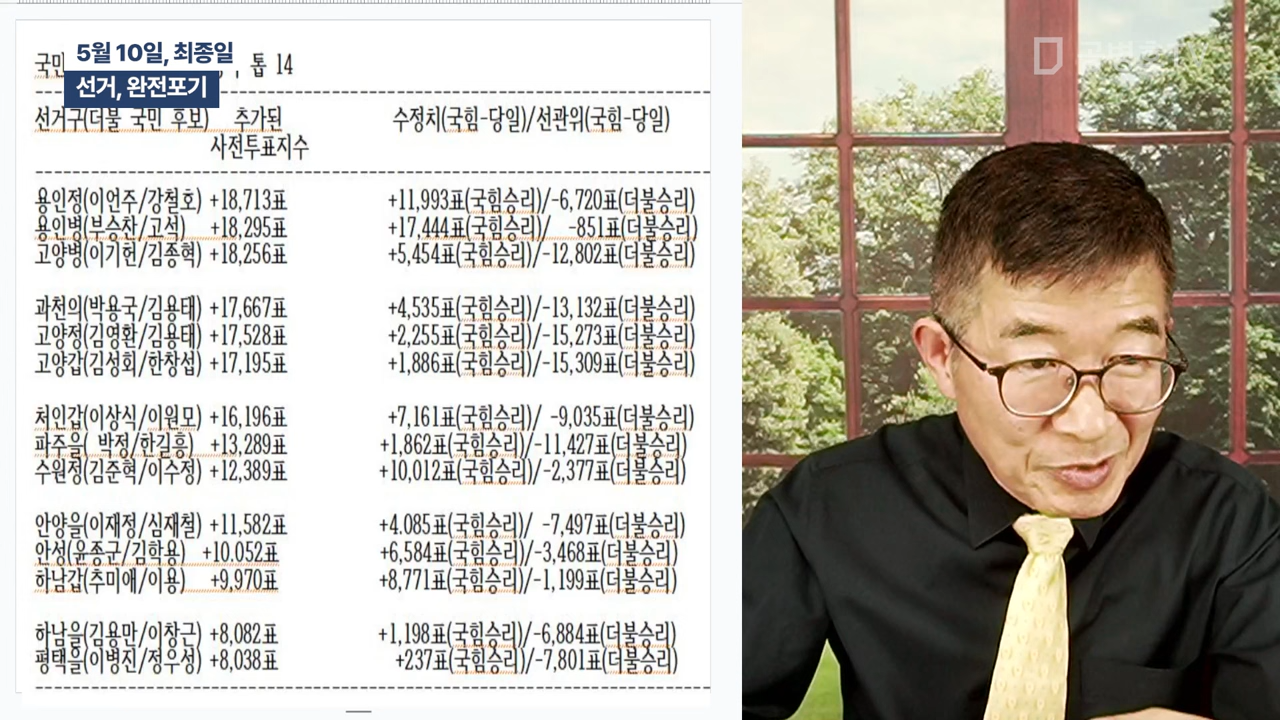 5월 10일, 최종일
선거, 완전포기
국민 톱 14
선거구(더불 국민 후보) 추가된 수정치(국힘-당일)/선관위(국힘-당일)
사전투표지수
용인정(이언주/강철호) +18,713표 +11,993표(국힘승리)/-6,720표(더불승리)
용인병(부승찬/고석) +18,295표 +17,444표(국힘승리)/ -851표(더불승리)
고양병(이기헌/김종혁) +18,256표 +5,454표(국힘승리)/-12,802표(더불승리)
과천의(박용국/김용태) +17,667표 +4,535표(국힘승리)/-13,132표(더불승리)
고양정(김영환/김용태) +17,528표 +2,255표(국힘승리)/-15,273표(더불승리)
고양갑(김성회/한창섭) +17,195표 +1,886표(국힘승리)/-15,309표(더불승리)
처인갑(이상식/이원모) +16,196표 +7,161표(국힘승리)/ -9,035표(더불승리)
파주을( 박정/한길흥) +13,289표 +1,862표(국힘승리)/-11,427표(더불승리)
수원정(김준혁/이수정) +12,389표 +10,012표(국힘승리)/-2,377표(더불승리)
안양을(이재정/심재철) +11,582표 +4.085표(국힘승리)/ -7,497표(더불승리)
안성(윤종군/김학용) +10.052표 +6,584표(국힘승리)/-3,468표(더불승리)
하남갑(추미애/이용) +9,970표 +8,771표(국힘승리)/-1,199표(더불승리)
하남을(김용만/이창근) +8,082표 +1,198표(국힘승리)/-6,884표(더불승리)
평택을(이병진/정우성) +8,038표 +237표(국힘승리)/-7,801표(더불승리)